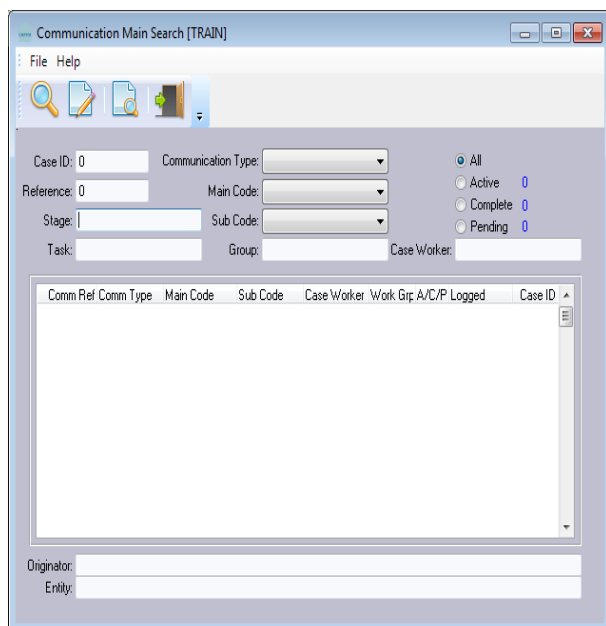 Communication Main Search [TRAIN]
File Help
Case ID: 0 Communication Type: All
Reference: 0 Main Code: Active 0
Stage: Sub Code: Complete 0
Pending 0
Task: Group: Case Worker:
Comm Ref Comm Type Main Code Sub Code Case Worker Work Grp A/C/P Logged Case ID
Originator:
Entity: